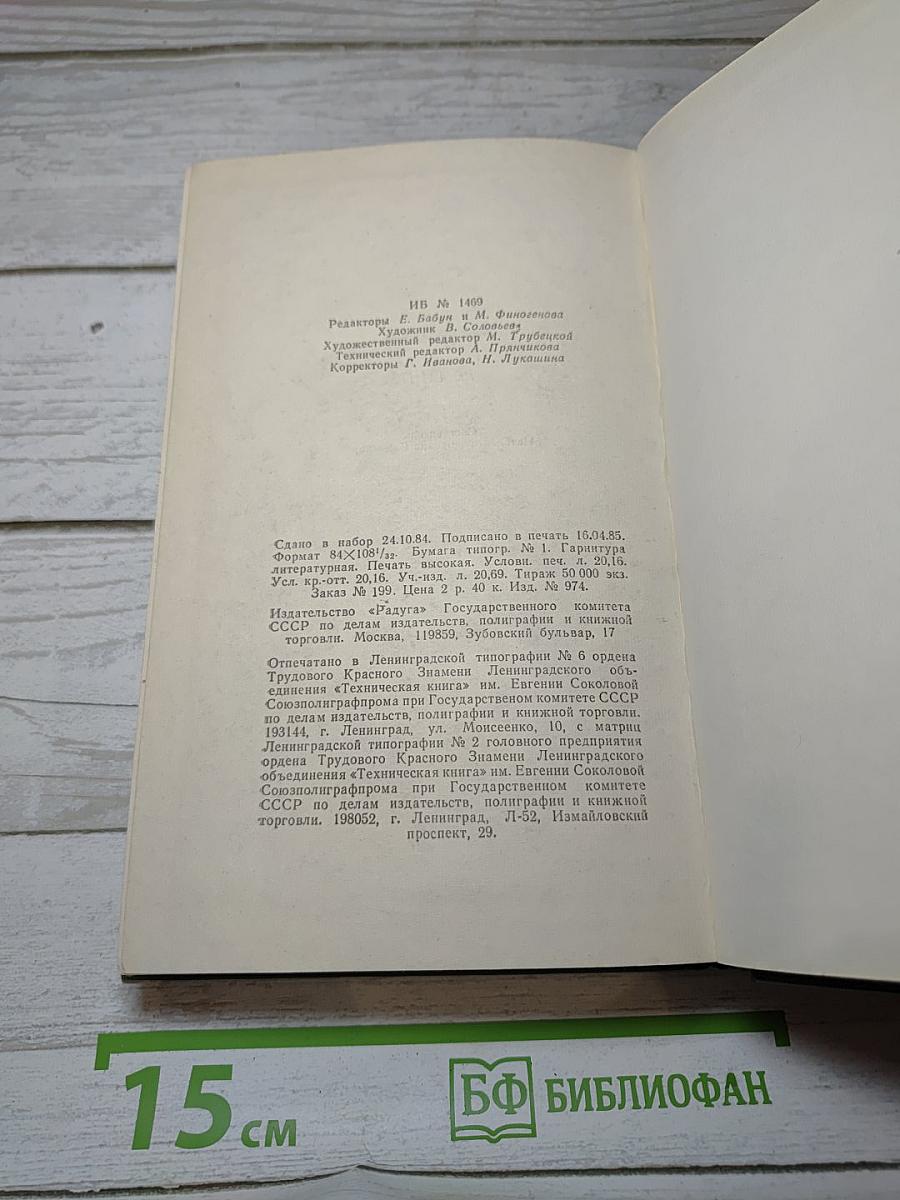 ИБ № 1469
Редакторы Е. Бабун и М. Финогенова
Художник В. Соловьев
Художественный редактор М. Трубецкой
Технический редактор А. Прянчикова
Корректоры Г. Иванова, Н. Лукашина
Сдано в набор 24.10.84. Подписано в печать 16.04.85.
Формат 84×108¹/₃₂. Бумага типогр. № 1. Гарнитура
литературная. Печать высокая. Условн. печ. л. 20,16.
Усл. кр.-отт. 20,16. Уч.-изд. л. 20,69. Тираж 50 000 экз.
Заказ № 199. Цена 2 р. 40 к. Изд. № 974.
Издательство «Радуга» Государственного комитета
СССР по делам издательств, полиграфии и книжной
торговли. Москва, 119859, Зубовский бульвар, 17
Отпечатано в Ленинградской типографии № 6 ордена
Трудового Красного Знамени Ленинградского объ-
единения «Техническая книга» им. Евгении Соколовой
Союзполиграфпрома при Государственом комитете СССР
по делам издательств, полиграфии и книжной торговли.
193144, г. Ленинград, ул. Моисеенко, 10, с матриц
Ленинградской типографии № 2 головного предприятия
ордена Трудового Красного Знамени Ленинградского
объединения «Техническая книга» им. Евгении Соколовой
Союзполиграфпрома при Государственном комитете
СССР по делам издательств, полиграфии и книжной
торговли. 198052, г. Ленинград, Л-52, Измайловский
проспект, 29.
15 см
БФ БИБЛИОФАН